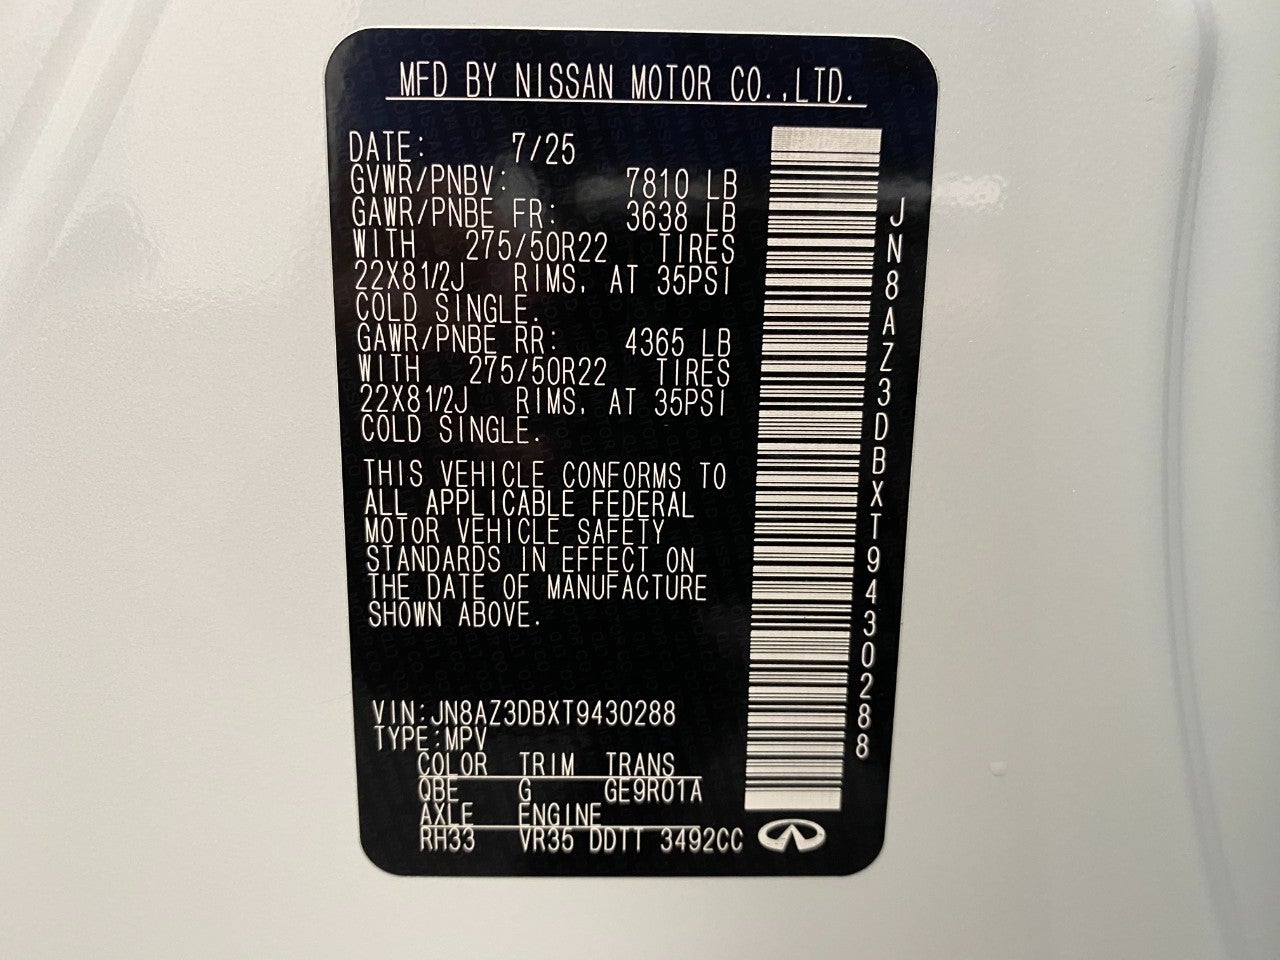 MFD BY NISSAN MOTOR CO.,LTD.
DATE: 7/25
GVWR/PNBV: 7810 LB
GAWR/PNBE FR: 3638 LB
WITH 275/50R22 TIRES
22X81/2J RIMS, AT 35PSI
COLD SINGLE.
GAWR/PNBE RR: 4365 LB
WITH 275/50R22 TIRES
22X81/2J RIMS, AT 35PSI
COLD SINGLE.
THIS VEHICLE CONFORMS TO
ALL APPLICABLE FEDERAL
MOTOR VEHICLE SAFETY
STANDARDS IN EFFECT ON
THE DATE OF MANUFACTURE
SHOWN ABOVE.
VIN:JN8AZ3DBXT9430288
TYPE:MPV
COLOR TRIM TRANS
QBE G GE9R01A
AXLE ENGINE
RH33 VR35 DDTT 3492CC
JN8AZ3DBXT9430288